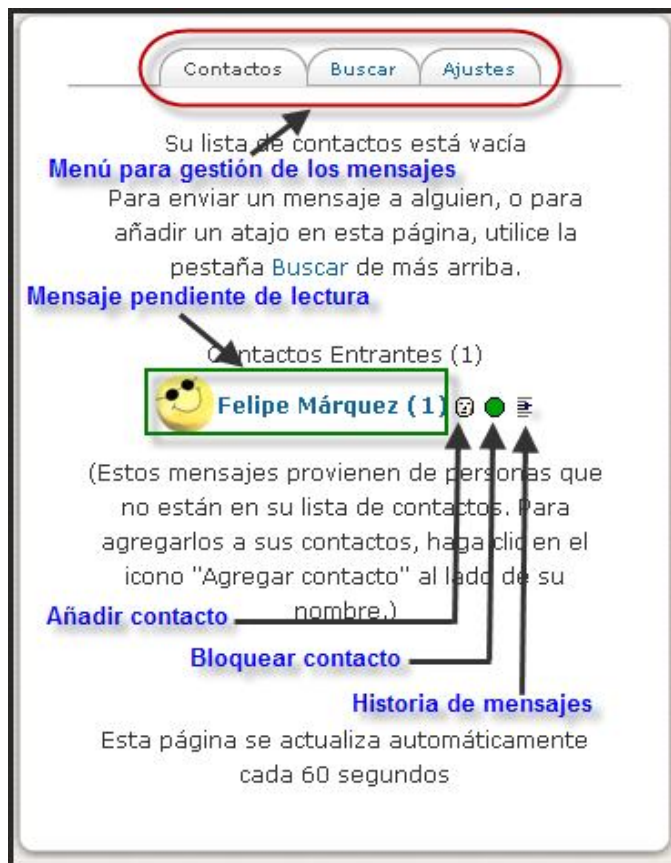 Contactos Buscar Ajustes
Su lista de contactos está vacía
Menú para gestión de los mensajes
Para enviar un mensaje a alguien, o para
añadir un atajo en esta página, utilice la
pestaña Buscar de más arriba.
Mensaje pendiente de lectura
Contactos Entrantes (1)
Felipe Márquez (1)
(Estos mensajes provienen de personas que
no están en su lista de contactos. Para
agregarlos a sus contactos, haga clic en el
icono "Agregar contacto" al lado de su
nombre.)
Añadir contacto
Bloquear contacto
Historia de mensajes
Esta página se actualiza automáticamente
cada 60 segundos